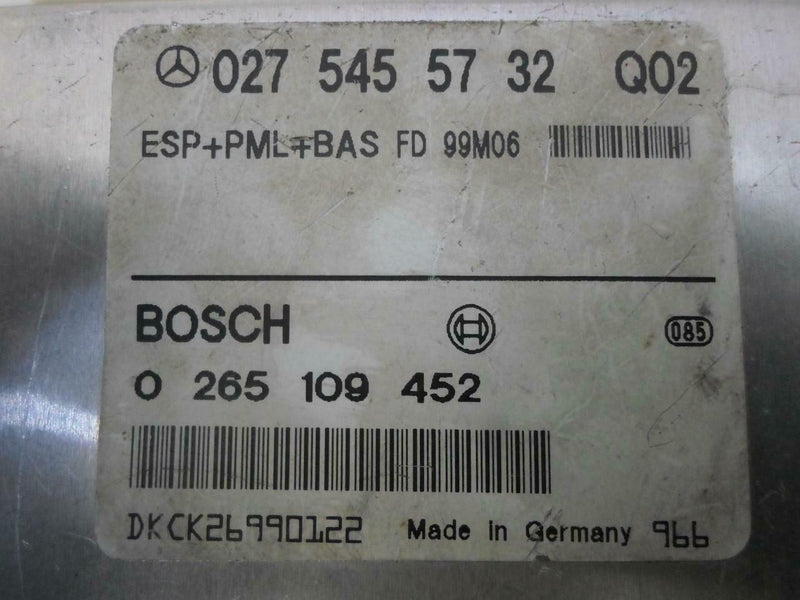 027 545 57 32 Q02
ESP+PML+BAS FD 99M06
BOSCH
085
0 265 109 452
DKCK26990122 Made in Germany 966